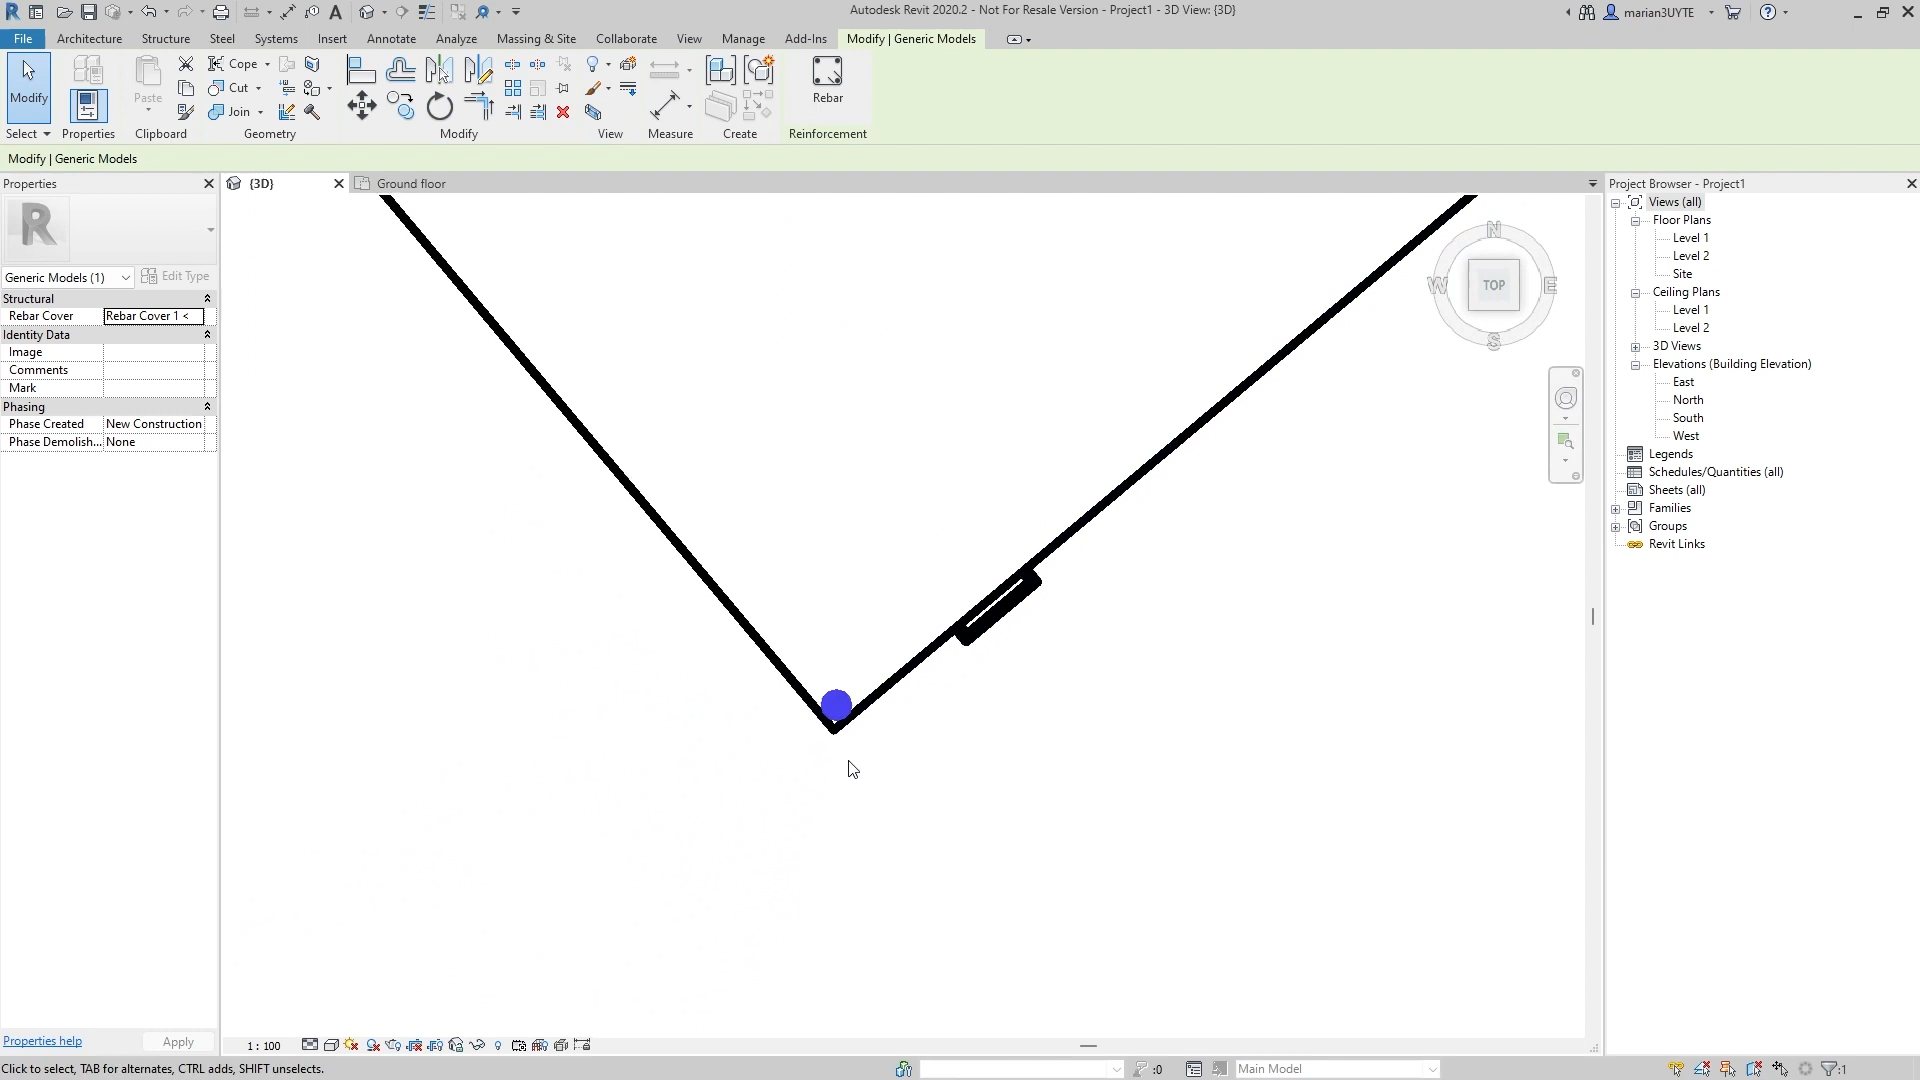 Autodesk Revit 2020.2 - Not For Resale Version - Project1 - 3D View: {3D}
marian3UYTE
File
Architecture
Structure
Steel
Systems
Insert
Annotate
Analyze
Massing & Site
Collaborate
View
Manage
Add-Ins
Modify | Generic Models
Modify
Paste
Cope
Cut
Join
Rebar
Select
Properties
Clipboard
Geometry
Modify
View
Measure
Create
Reinforcement
Modify | Generic Models
Properties
{3D}
Ground floor
Project Browser - Project1
R
Generic Models (1)
Edit Type
Structural
Rebar Cover
Rebar Cover 1 <
Identity Data
Image
Comments
Mark
Phasing
Phase Created
New Construction
Phase Demolish...
None
N
W
TOP
E
S
Views (all)
Floor Plans
Level 1
Level 2
Site
Ceiling Plans
Level 1
Level 2
3D Views
Elevations (Building Elevation)
East
North
South
West
Legends
Schedules/Quantities (all)
Sheets (all)
Families
Groups
Revit Links
Properties help
Apply
1 : 100
Click to select, TAB for alternates, CTRL adds, SHIFT unselects.
:0
Main Model
:1